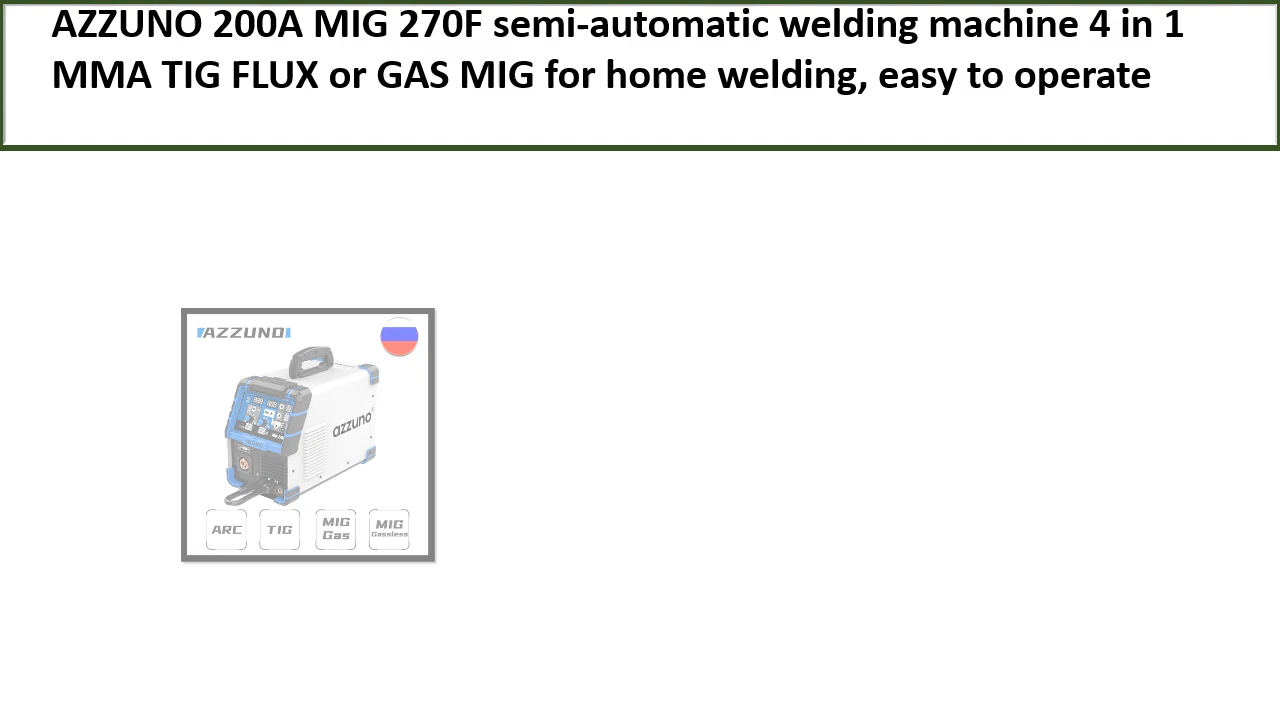 AZZUNO 200A MIG 270F semi-automatic welding machine 4 in 1
MMA TIG FLUX or GAS MIG for home welding, easy to operate
AZZUNO
azzuno
ARC
TIG
MIG
Gas
MIG
Gassless